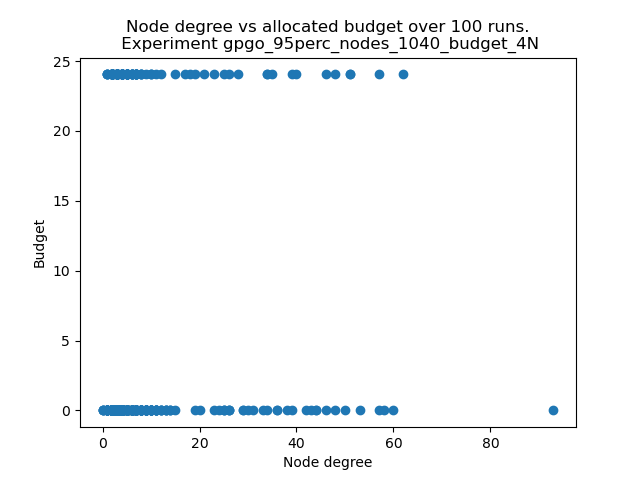 Node degree vs allocated budget over 100 runs.
Experiment gpgo_95perc_nodes_1040_budget_4N
25
20
15
10
5
0
Budget
0 20 40 60 80
Node degree